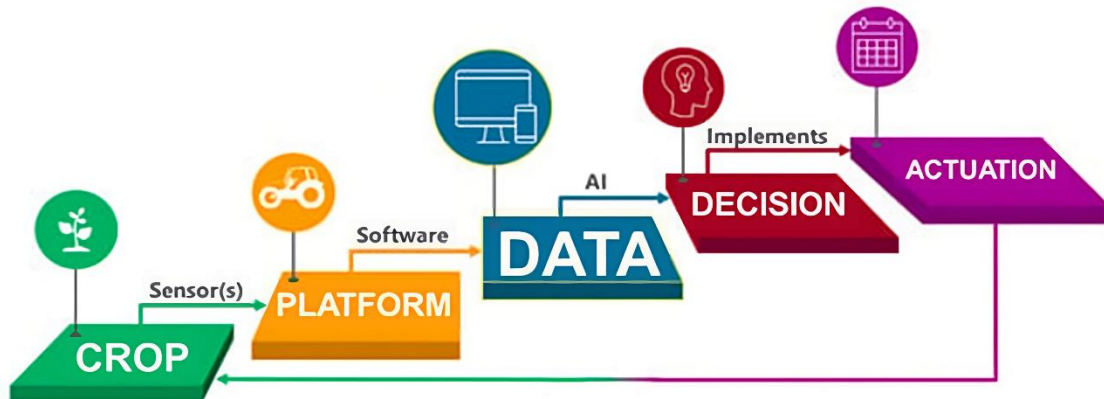 CROP
Sensor(s)
PLATFORM
Software
DATA
AI
DECISION
Implements
ACTUATION